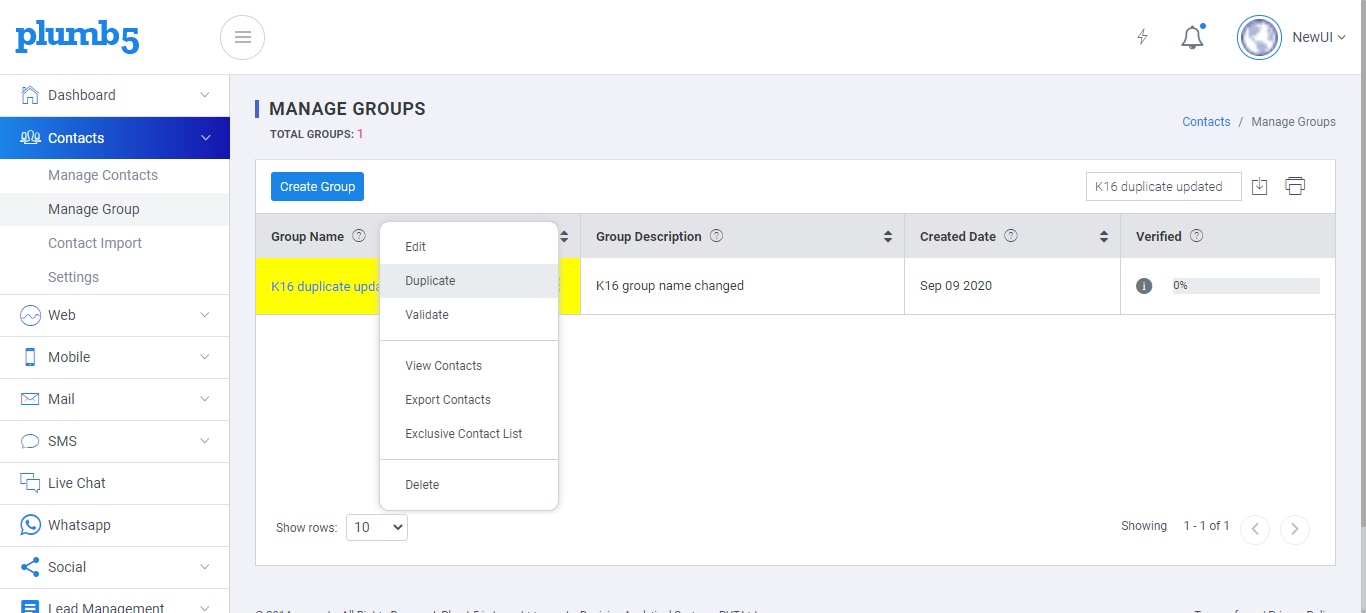 plumb5
NewUI
Dashboard
Contacts
Manage Contacts
Manage Group
Contact Import
Settings
Web
Mobile
Mail
SMS
Live Chat
Whatsapp
Social
Lead Management
MANAGE GROUPS
TOTAL GROUPS: 1
Contacts / Manage Groups
Create Group
K16 duplicate updated
Group Name
Group Description
Created Date
Verified
K16 duplicate upda
K16 group name changed
Sep 09 2020
i
0%
Edit
Duplicate
Validate
View Contacts
Export Contacts
Exclusive Contact List
Delete
Show rows: 10
Showing 1 - 1 of 1